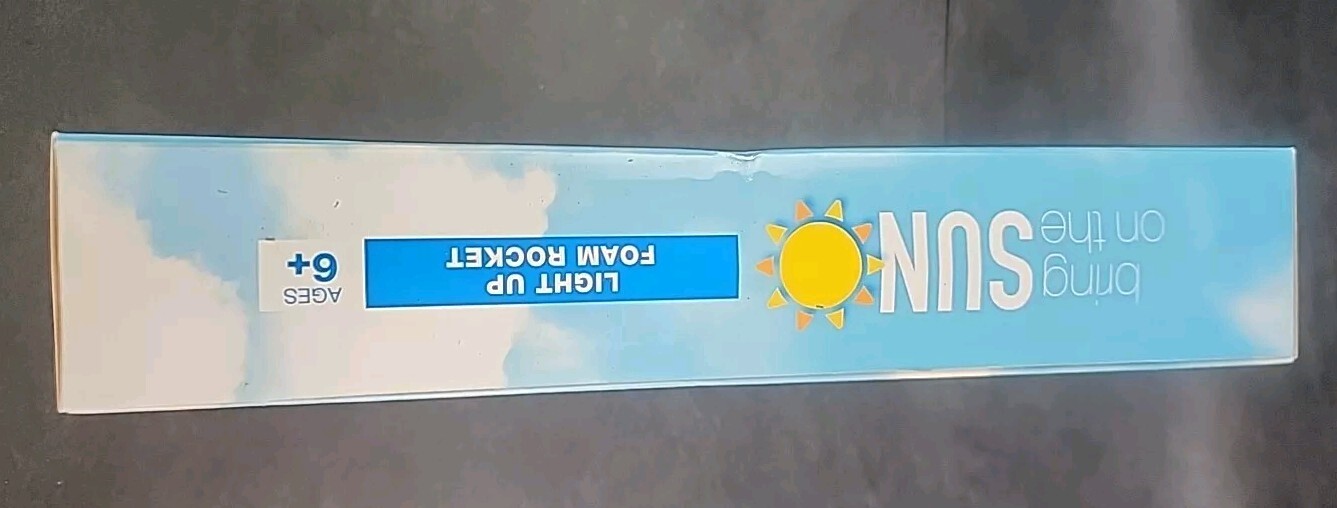 bring
on the
SUN
LIGHT UP
FOAM ROCKET
AGES
6+